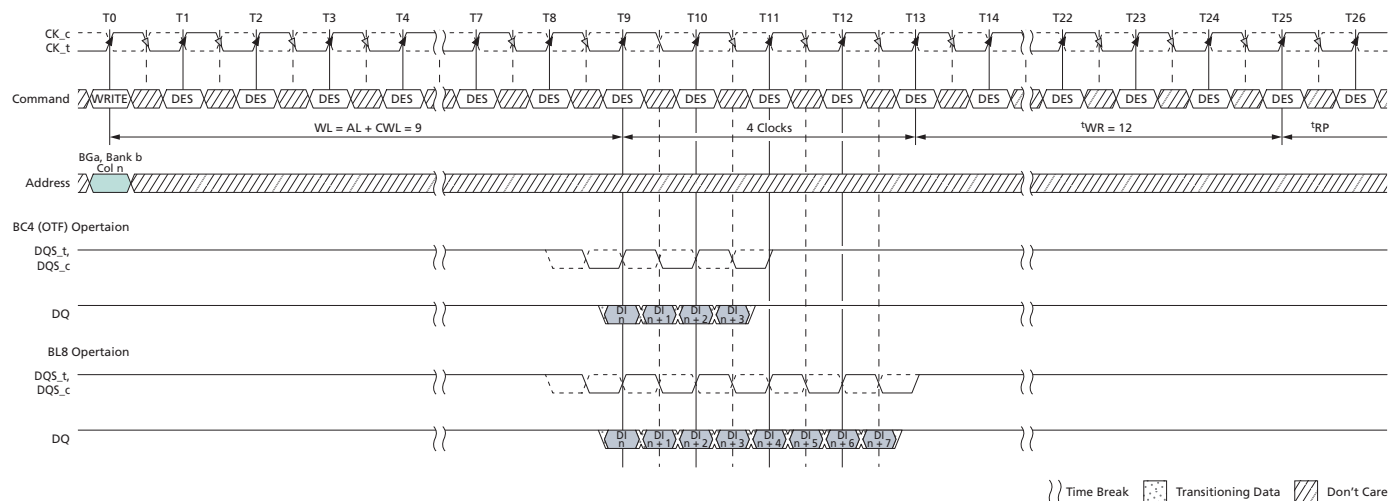 T0 T1 T2 T3 T4 T7 T8 T9 T10 T11 T12 T13 T14 T22 T23 T24 T25 T26
CK_c
CK_t
Command WRITE DES DES DES DES DES DES DES DES DES DES DES DES DES DES DES DES DES
WL = AL + CWL = 9 4 Clocks tWR = 12 tRP
BGa, Bank b
Col n
Address
BC4 (OTF) Opertaion
DQS_t,
DQS_c
DQ DI n DI n + 1 DI n + 2 DI n + 3
BL8 Opertaion
DQS_t,
DQS_c
DQ DI n DI n + 1 DI n + 2 DI n + 3 DI n + 4 DI n + 5 DI n + 6 DI n + 7
Time Break Transitioning Data Don't Care